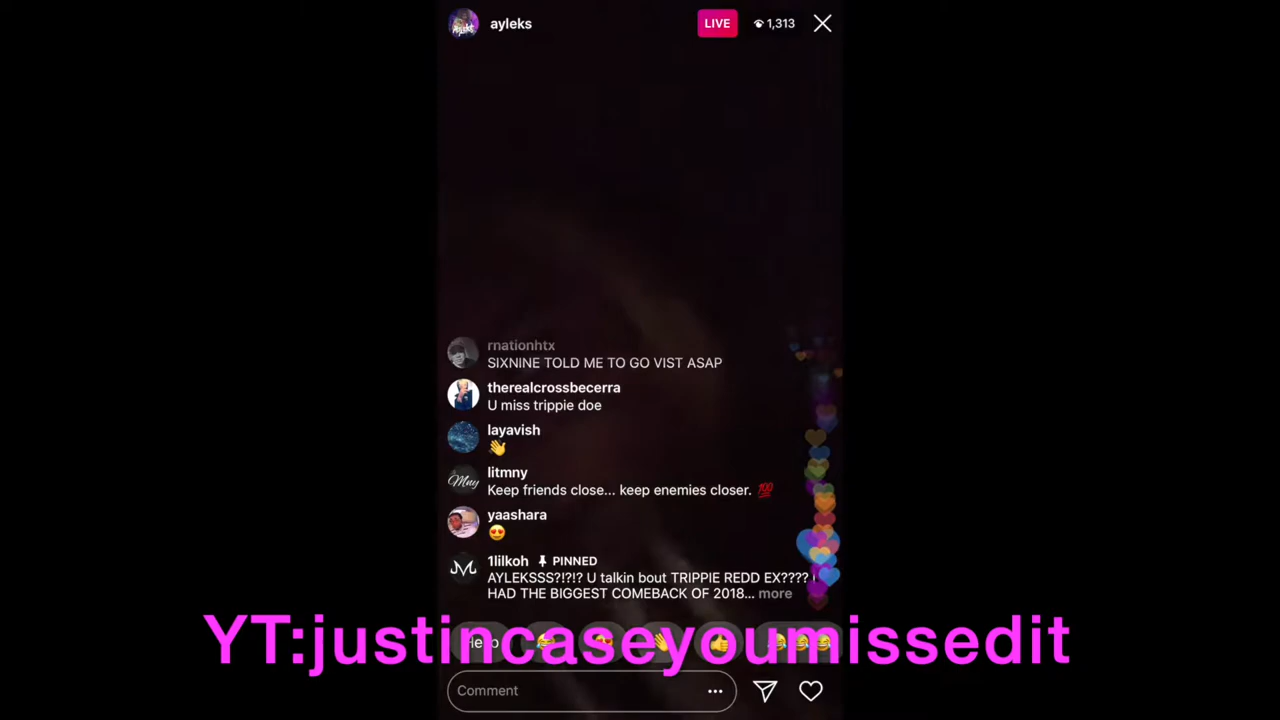 ayleks
LIVE
1,313
rnationhtx
SIXNINE TOLD ME TO GO VIST ASAP
therealcrossbecerra
U miss trippie doe
layavish
litmny
Keep friends close... keep enemies closer. 💯
yaashara
1lilkoh PINNED
AYLEKSSS?!?!? U talkin bout TRIPPIE REDD EX????
HAD THE BIGGEST COMEBACK OF 2018... more
YT:justincaseyoumissedit
Comment